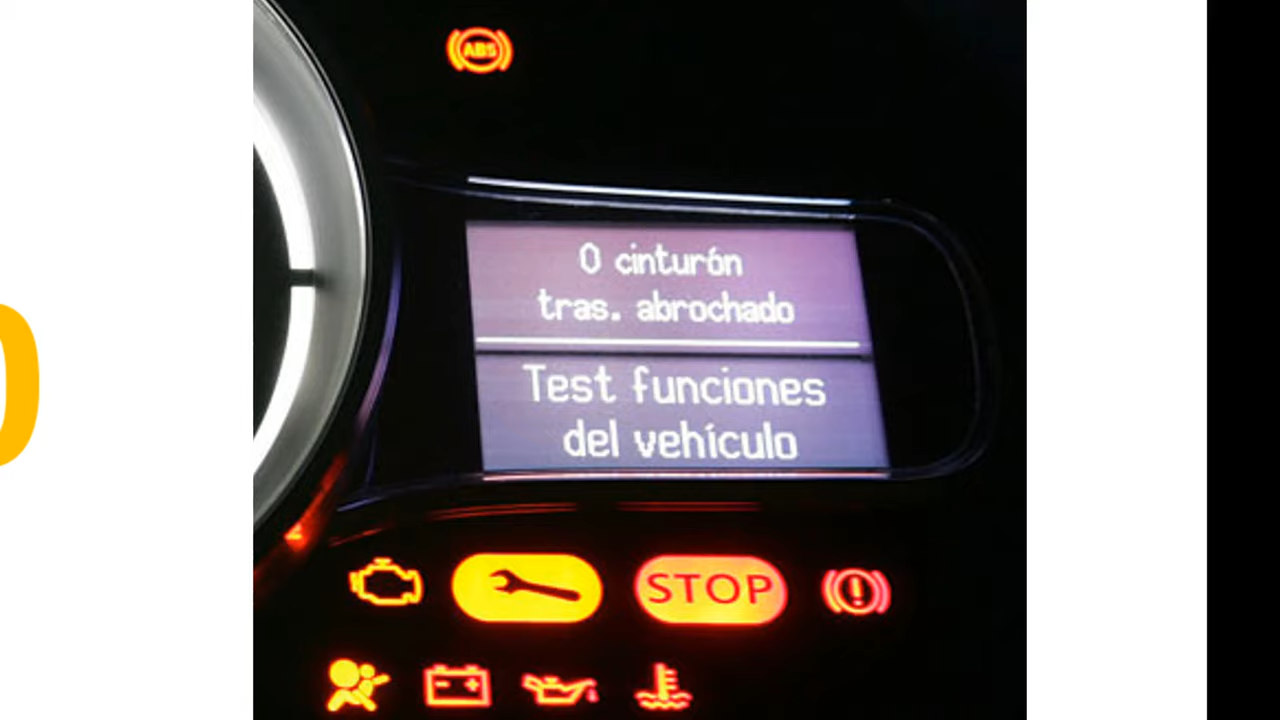 ABS
0 cinturón
tras. abrochado
Test funciones
del vehículo
STOP